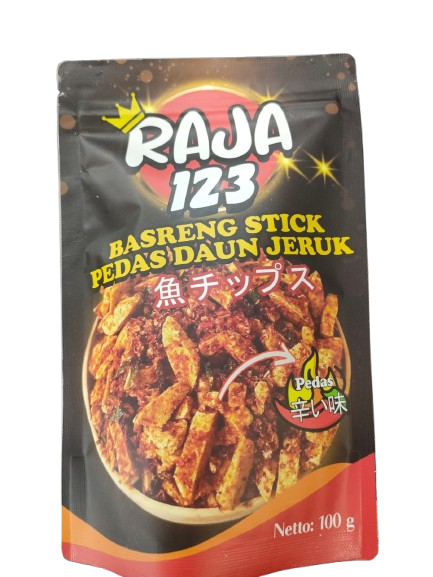 RAJA
123
BASRENG STICK
PEDAS DAUN JERUK
魚チップス
Pedas
辛い味
Netto: 100 g